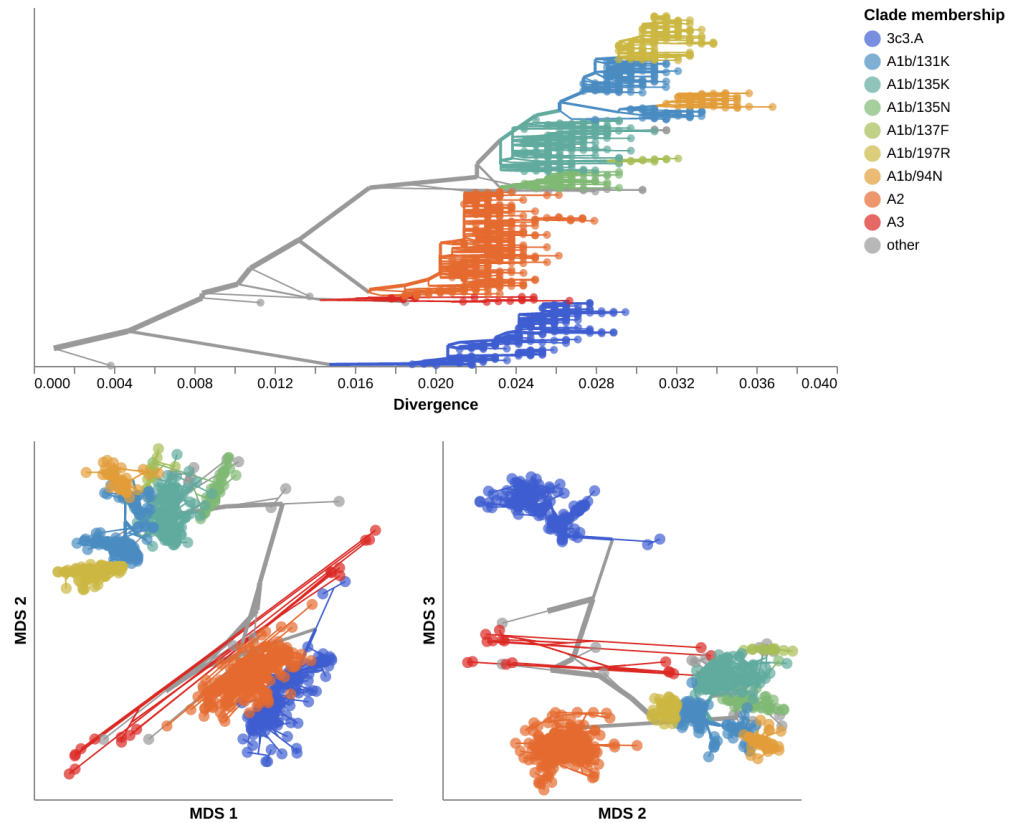 Clade membership
3c3.A
A1b/131K
A1b/135K
A1b/135N
A1b/137F
A1b/197R
A1b/94N
A2
A3
other
0.000 0.004 0.008 0.012 0.016 0.020 0.024 0.028 0.032 0.036 0.040
Divergence
MDS 2
MDS 1
MDS 3
MDS 2